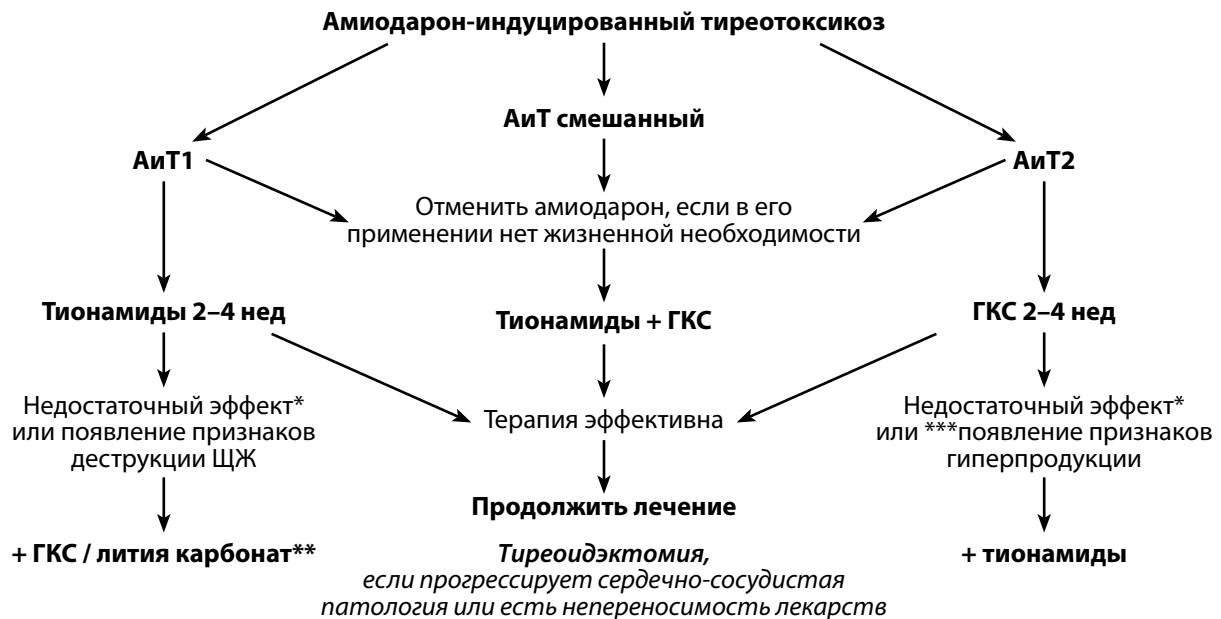 Амиодарон-индуцированный тиреотоксикоз
АиТ смешанный
АиТ1
АиТ2
Отменить амиодарон, если в его
применении нет жизненной необходимости
Тионамиды 2–4 нед
Тионамиды + ГКС
ГКС 2–4 нед
Недостаточный эффект*
или появление признаков
деструкции ЩЖ
Терапия эффективна
Недостаточный эффект*
или ***появление признаков
гиперпродукции
Продолжить лечение
+ ГКС / лития карбонат**
Тиреоидэктомия,
если прогрессирует сердечно-сосудистая
патология или есть непереносимость лекарств
+ тионамиды